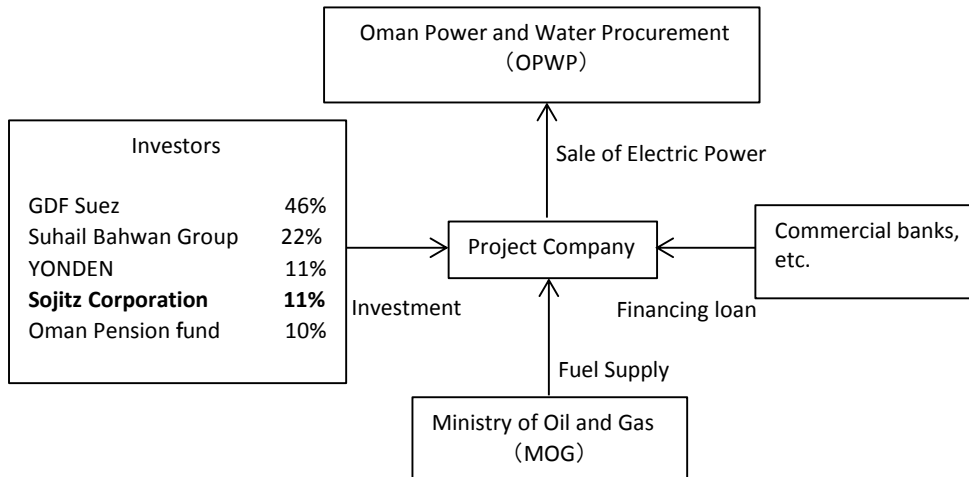 Oman Power and Water Procurement
（OPWP）
Sale of Electric Power
Investors
GDF Suez 46%
Suhail Bahwan Group 22%
YONDEN 11%
Sojitz Corporation 11%
Oman Pension fund 10%
Investment
Project Company
Commercial banks,
etc.
Financing loan
Fuel Supply
Ministry of Oil and Gas
（MOG）